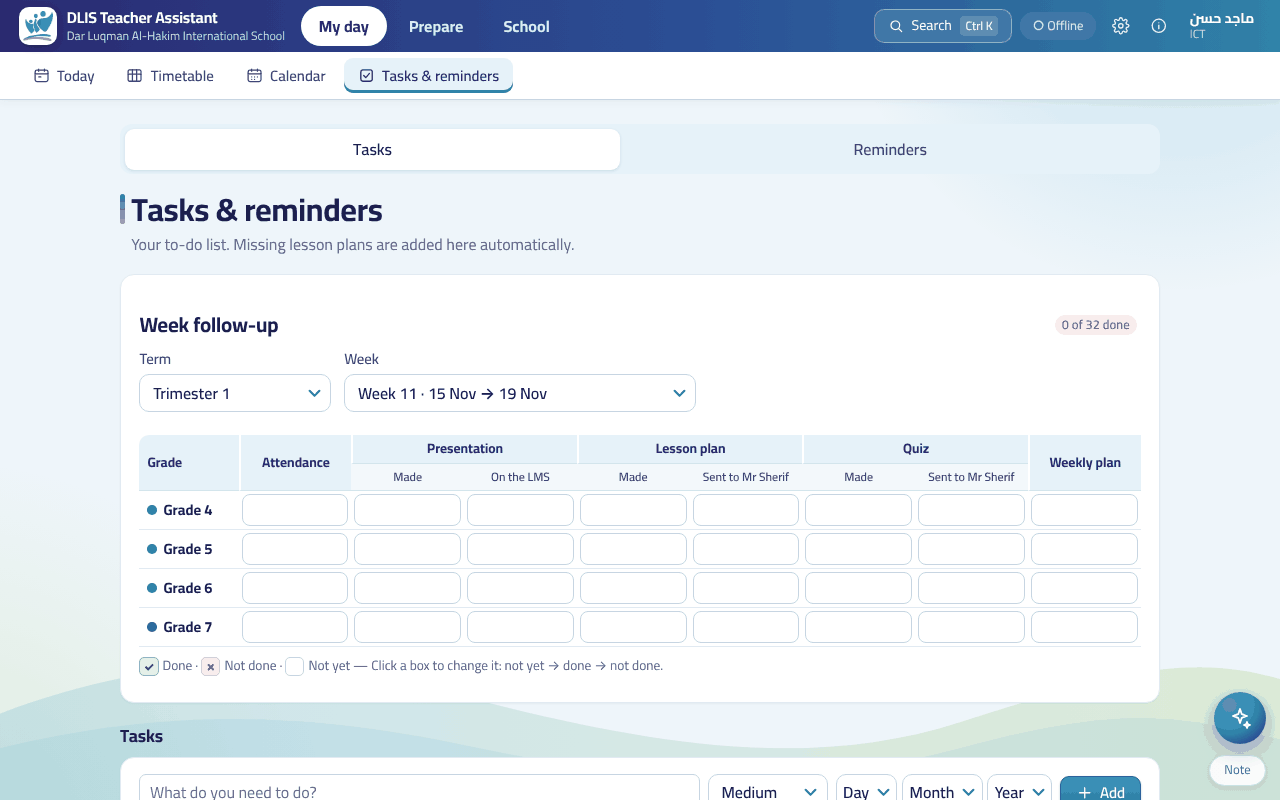 DLIS Teacher Assistant
Dar Luqman Al-Hakim International School
My day
Prepare
School
Search Ctrl K
Offline
ماجد حسن
ICT
Today
Timetable
Calendar
Tasks & reminders
Tasks
Reminders
Tasks & reminders
Your to-do list. Missing lesson plans are added here automatically.
Week follow-up
0 of 32 done
Term
Week
Trimester 1
Week 11 · 15 Nov → 19 Nov
Grade
Attendance
Presentation
Lesson plan
Quiz
Weekly plan
Made
On the LMS
Made
Sent to Mr Sherif
Made
Sent to Mr Sherif
Grade 4
Grade 5
Grade 6
Grade 7
Done · Not done · Not yet — Click a box to change it: not yet → done → not done.
Tasks
Note
What do you need to do?
Medium
Day
Month
Year
+ Add